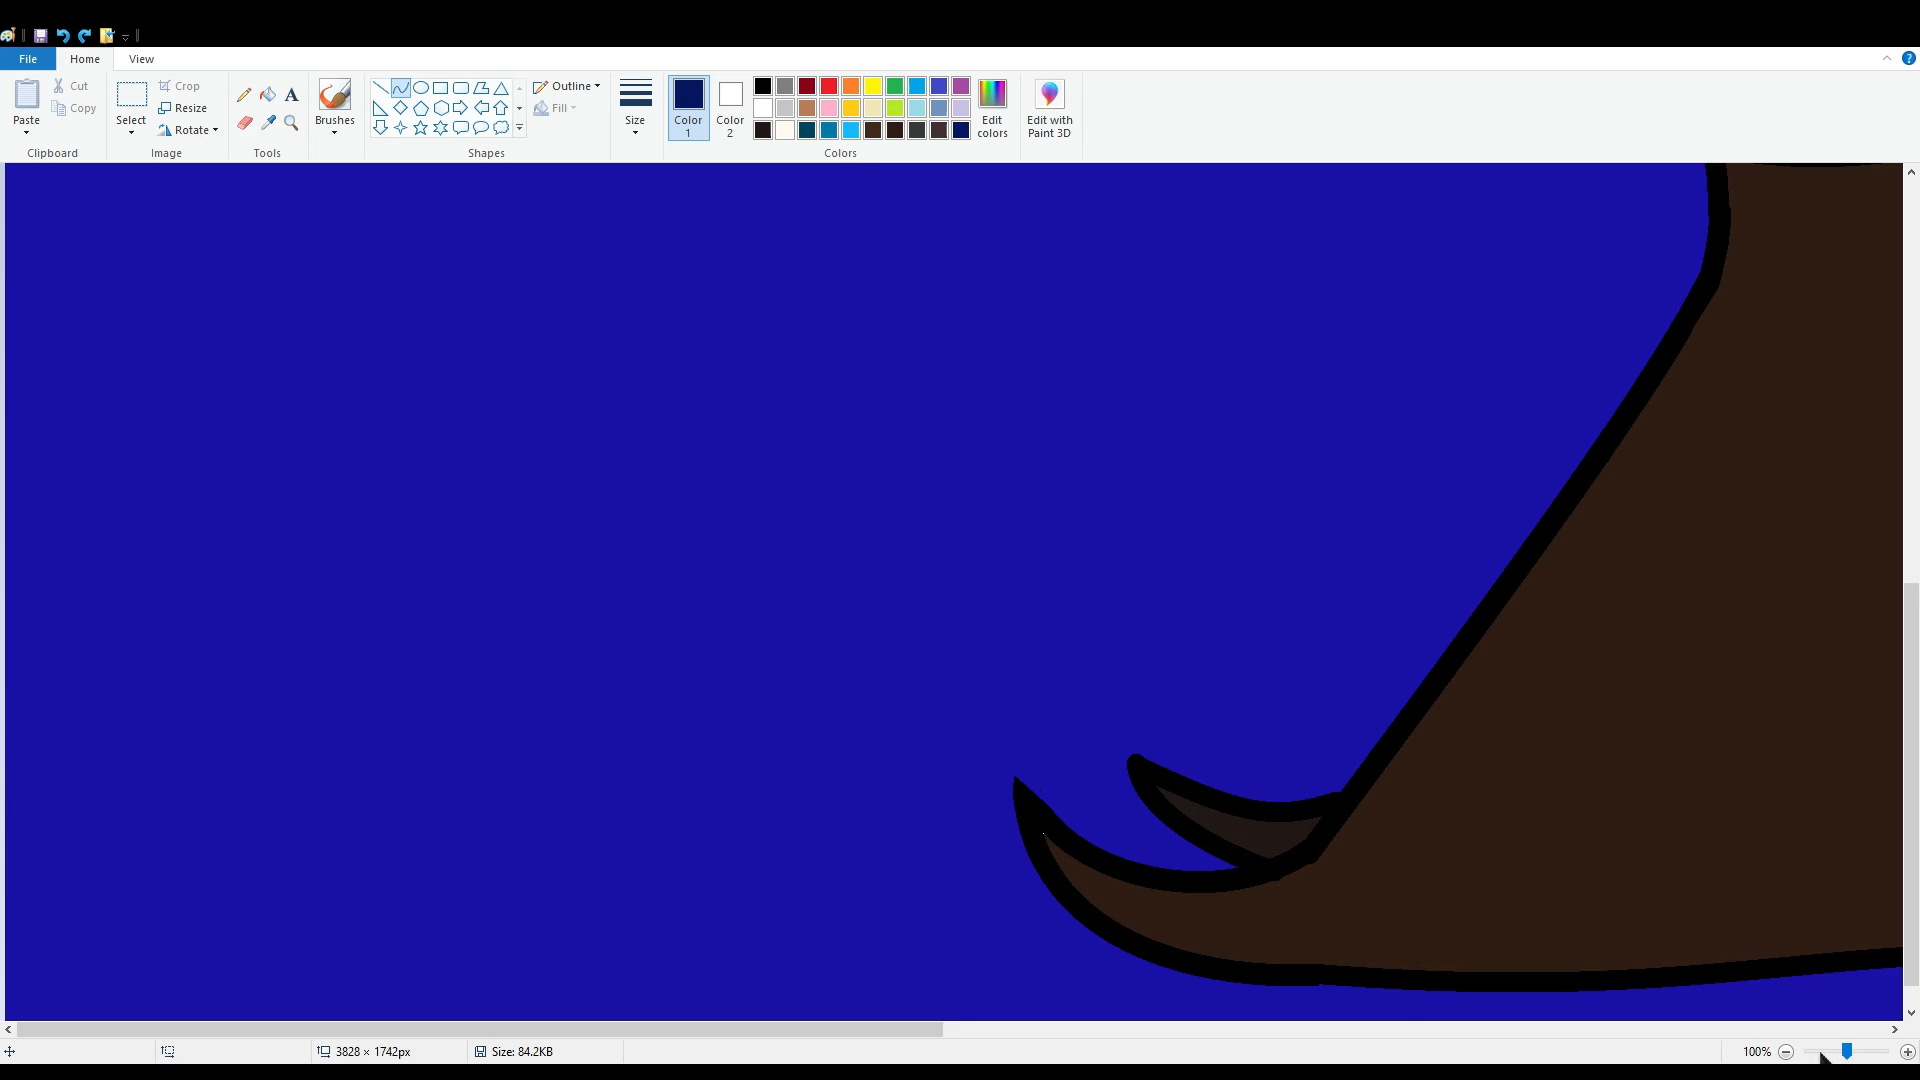 File Home View
Paste
Cut
Copy
Clipboard
Select
Crop
Resize
Rotate
Image
A
Tools
Brushes
Outline
Fill
Shapes
Size
Color 1
Color 2
Edit colors
Colors
Edit with Paint 3D
?
3828 × 1742px
Size: 84.2KB
100%